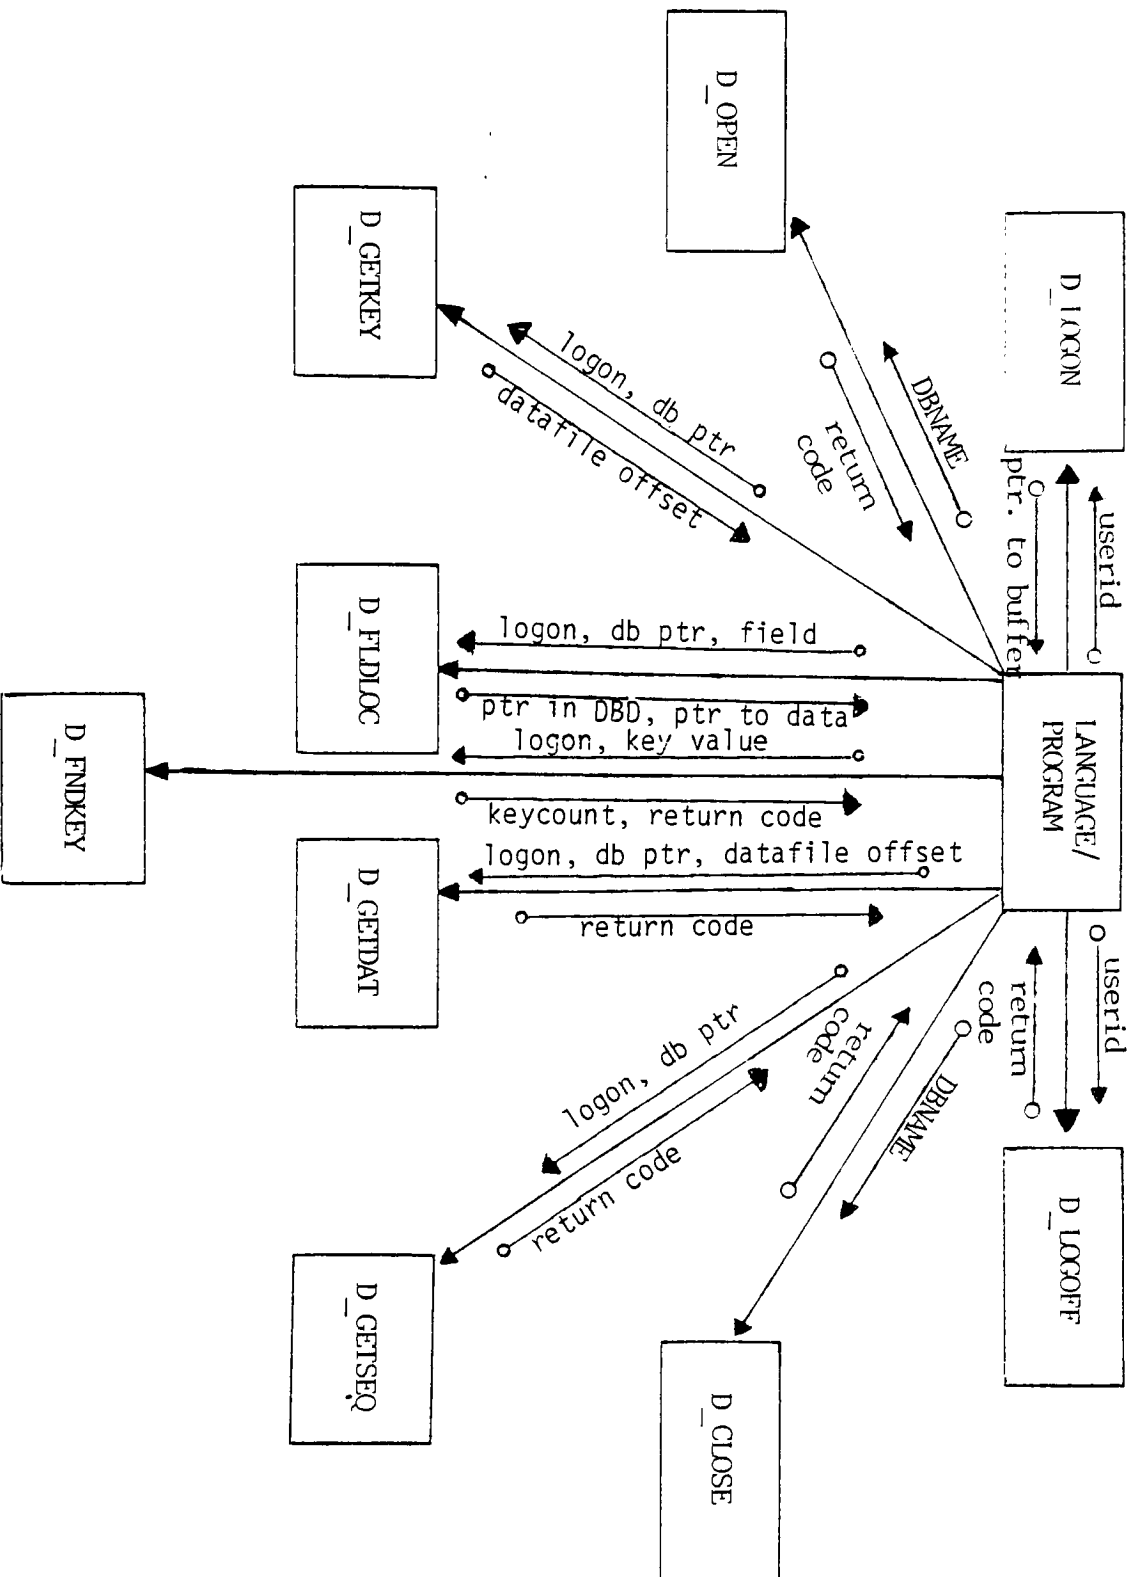 D_LOGON
userid
ptr. to buffer
LANGUAGE/
PROGRAM
userid
return
code
D_LOGOFF
D_OPEN
DBNAME
return
code
DBNAME
return
code
D_CLOSE
D_GETKEY
logon, db ptr
datafile offset
D_FLDLOC
logon, db ptr, field
ptr in DBD, ptr to data
D_FNDKEY
logon, key value
keycount, return code
D_GETDAT
logon, db ptr, datafile offset
return code
D_GETSEQ
logon, db ptr
return code